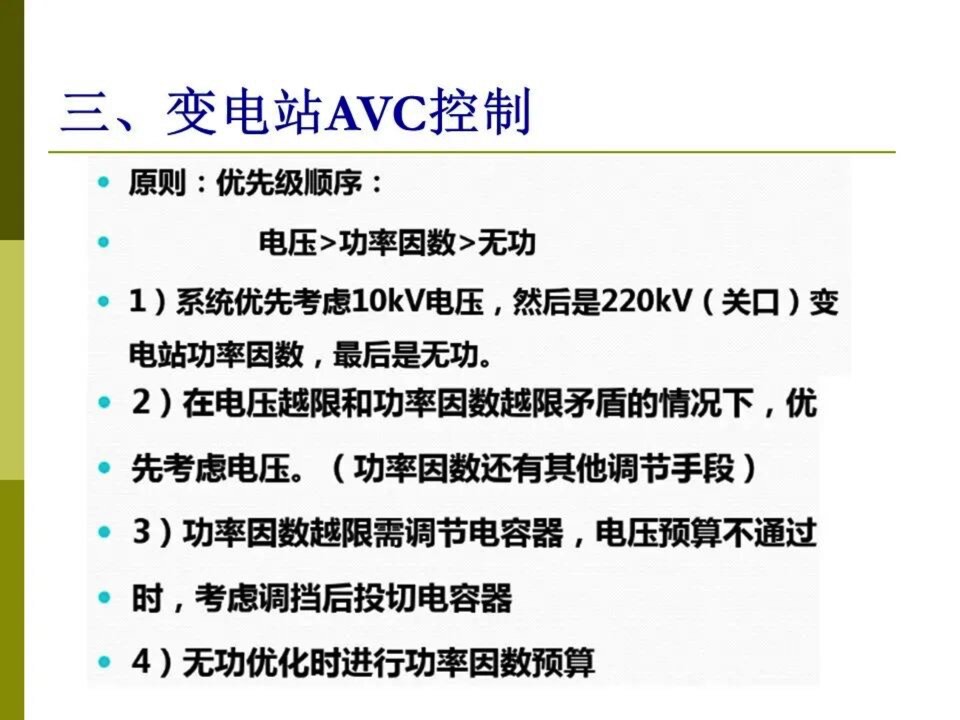 三、变电站AVC控制
• 原则：优先级顺序：
• 电压>功率因数>无功
• 1）系统优先考虑10kV电压，然后是220kV（关口）变
电站功率因数，最后是无功。
• 2）在电压越限和功率因数越限矛盾的情况下，优
• 先考虑电压。（功率因数还有其他调节手段）
• 3）功率因数越限需调节电容器，电压预算不通过
• 时，考虑调挡后投切电容器
• 4）无功优化时进行功率因数预算